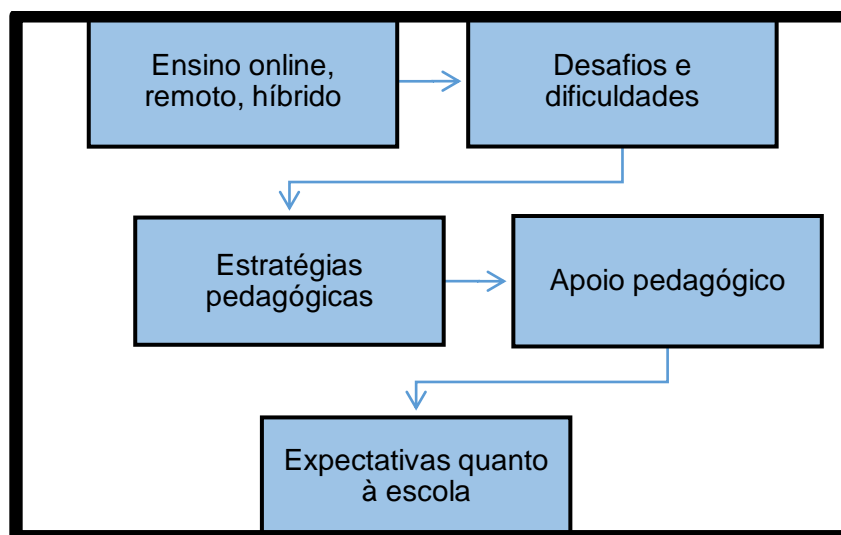 Ensino online,
remoto, híbrido
Desafios e
dificuldades
Estratégias
pedagógicas
Apoio pedagógico
Expectativas quanto
à escola